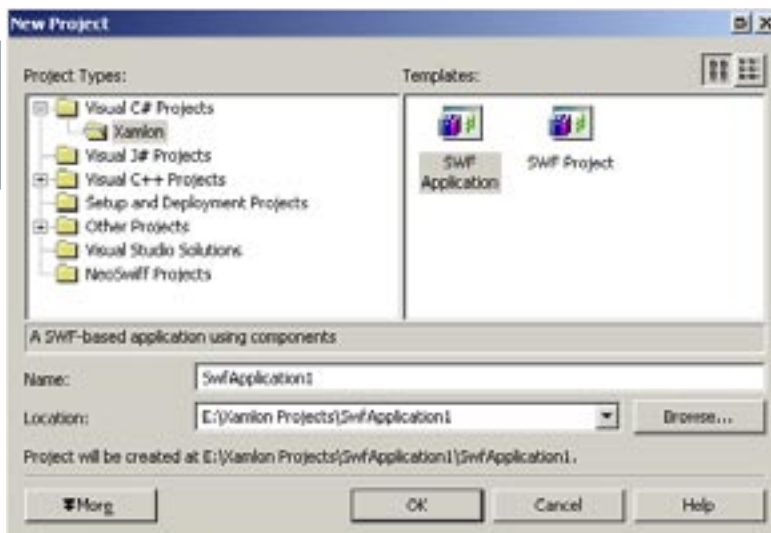 New Project
Project Types:
Templates:
Visual C# Projects
Xamlon
Visual J# Projects
Visual C++ Projects
Setup and Deployment Projects
Other Projects
Visual Studio Solutions
NeoSwiff Projects
SWF
Application
SWF Project
A SWF-based application using components
Name:
SwfApplication1
Location:
E:\Xamlon Projects\SwfApplication1
Browse...
Project will be created at E:\Xamlon Projects\SwfApplication1\SwfApplication1.
More
OK
Cancel
Help